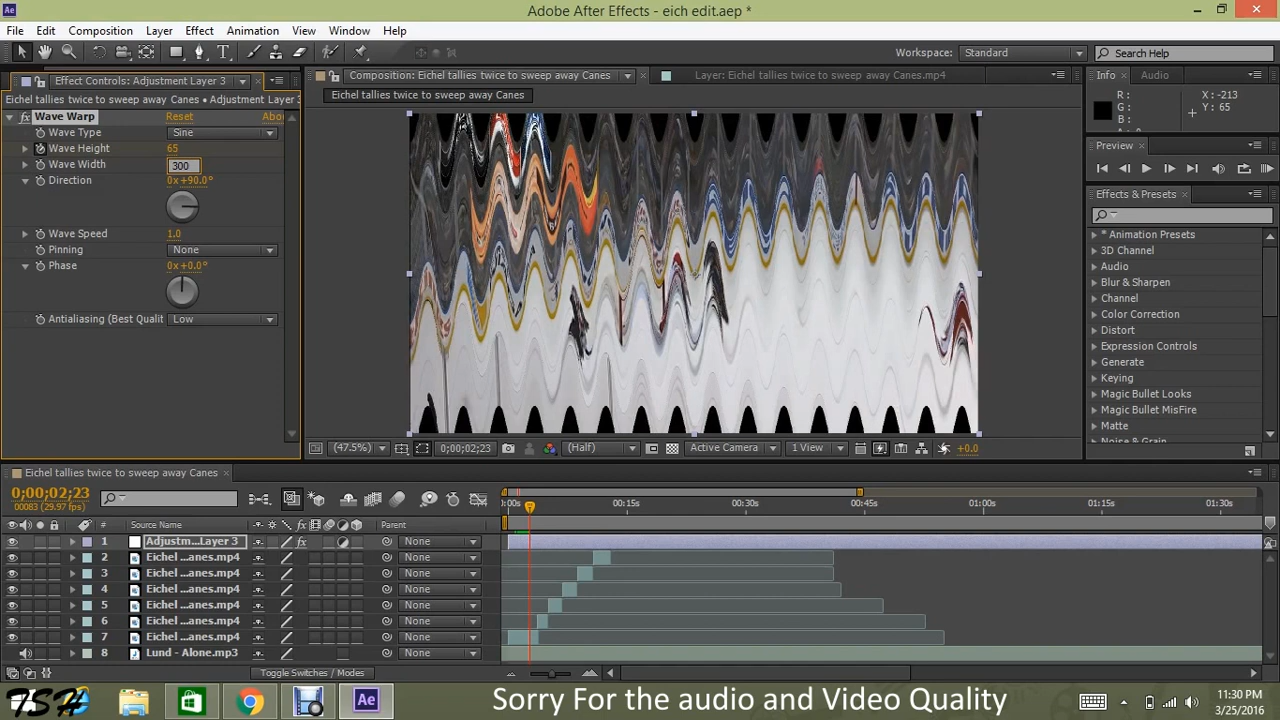 Adobe After Effects - eich edit.aep *
File Edit Composition Layer Effect Animation View Window Help
Workspace: Standard Search Help
Effect Controls: Adjustment Layer 3
Composition: Eichel tallies twice to sweep away Canes
Layer: Eichel tallies twice to sweep away Canes.mp4
Info Audio
Eichel tallies twice to sweep away Canes • Adjustment Layer 3
Eichel tallies twice to sweep away Canes
R: X: -213
G: Y: 65
B:
fx Wave Warp Reset Abo
Wave Type Sine
Wave Height 65
Wave Width 300
Direction 0x +90.0°
Wave Speed 1.0
Pinning None
Phase 0x +0.0°
Antialiasing (Best Qualit Low
Preview
Effects & Presets
* Animation Presets
3D Channel
Audio
Blur & Sharpen
Channel
Color Correction
Distort
Expression Controls
Generate
Keying
Magic Bullet Looks
Magic Bullet MisFire
Matte
Noise & Grain
(47.5%) 0;00;02;23 (Half) Active Camera 1 View +0.0
Eichel tallies twice to sweep away Canes
0;00;02;23
00083 (29.97 fps)
):00s 00:15s 00:30s 00:45s 01:00s 01:15s 01:30s
# Source Name Parent
1 Adjustm...Layer 3 fx None
2 Eichel ...anes.mp4 None
3 Eichel ...anes.mp4 None
4 Eichel ...anes.mp4 None
5 Eichel ...anes.mp4 None
6 Eichel ...anes.mp4 None
7 Eichel ...anes.mp4 None
8 Lund - Alone.mp3 None
Toggle Switches / Modes
TSH Ae Sorry For the audio and Video Quality 11:30 PM
3/25/2016